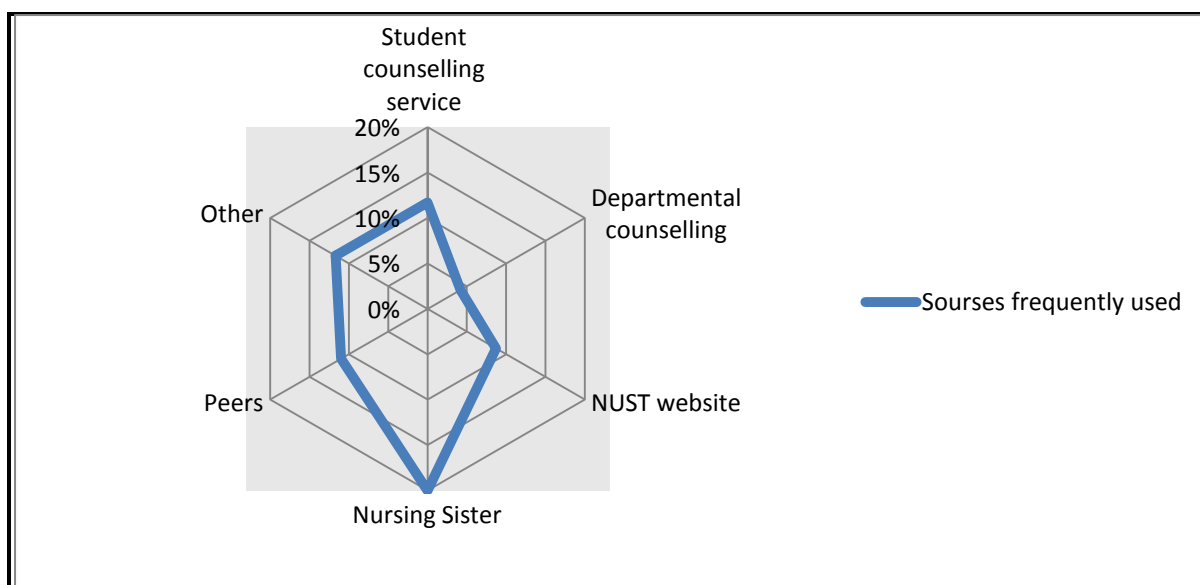 Student
counselling
service
20%
15%
10%
5%
0%
Departmental
counselling
NUST website
Nursing Sister
Peers
Other
Sourses frequently used